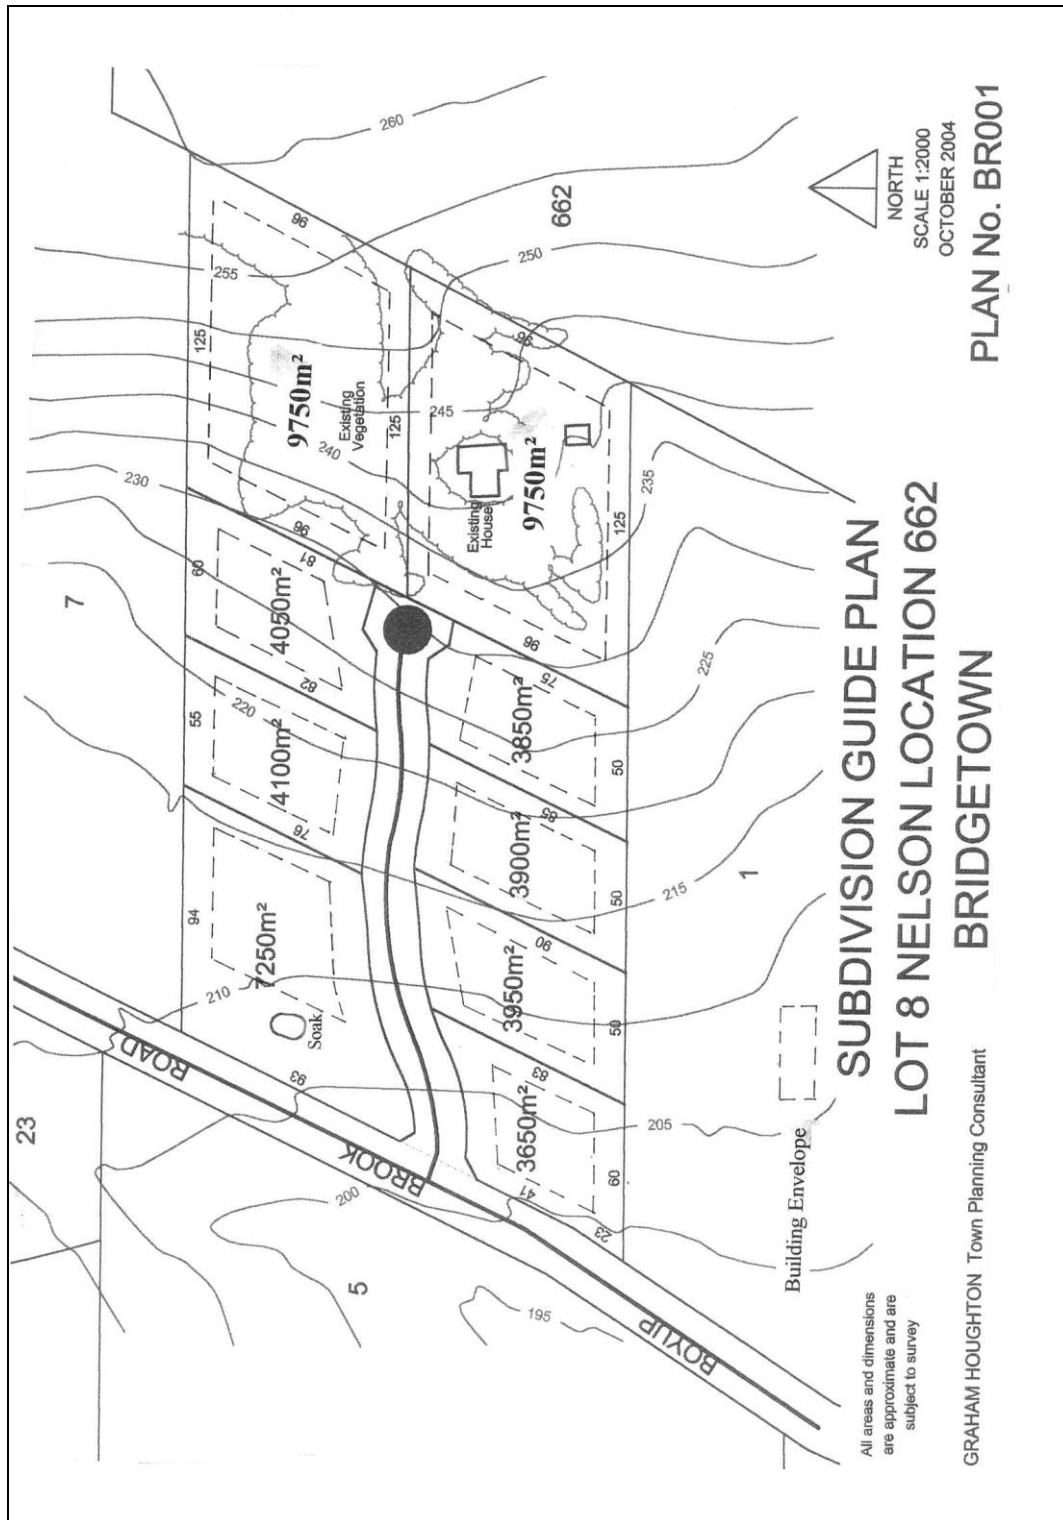 23
7
5
1
662
260
255
250
245
240
235
230
225
220
215
210
205
200
195
BOYUP BROOK ROAD
94
55
60
125
96
93
76
82
81
96
125
96
96
75
85
90
83
41
23
60
50
50
50
125
7250m²
Soak
4100m²
4050m²
9750m²
Existing
Vegetation
3650m²
3950m²
3900m²
3850m²
Existing
House
9750m²
Building Envelope
NORTH
SCALE 1:2000
OCTOBER 2004
All areas and dimensions
are approximate and are
subject to survey
SUBDIVISION GUIDE PLAN
LOT 8 NELSON LOCATION 662
BRIDGETOWN
PLAN No. BR001
GRAHAM HOUGHTON Town Planning Consultant